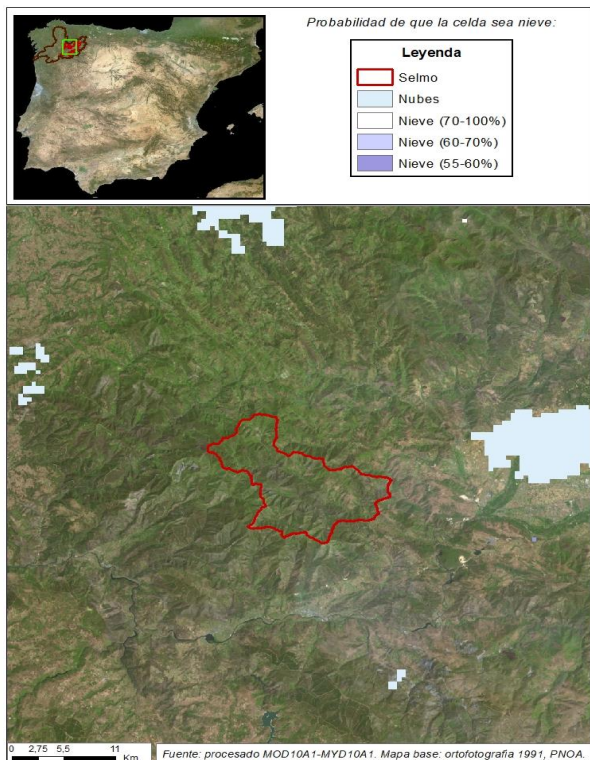 Probabilidad de que la celda sea nieve:
Leyenda
Selmo
Nubes
Nieve (70-100%)
Nieve (60-70%)
Nieve (55-60%)
0 2,75 5,5 11
Km
Fuente: procesado MOD10A1-MYD10A1. Mapa base: ortofotografia 1991, PNOA.